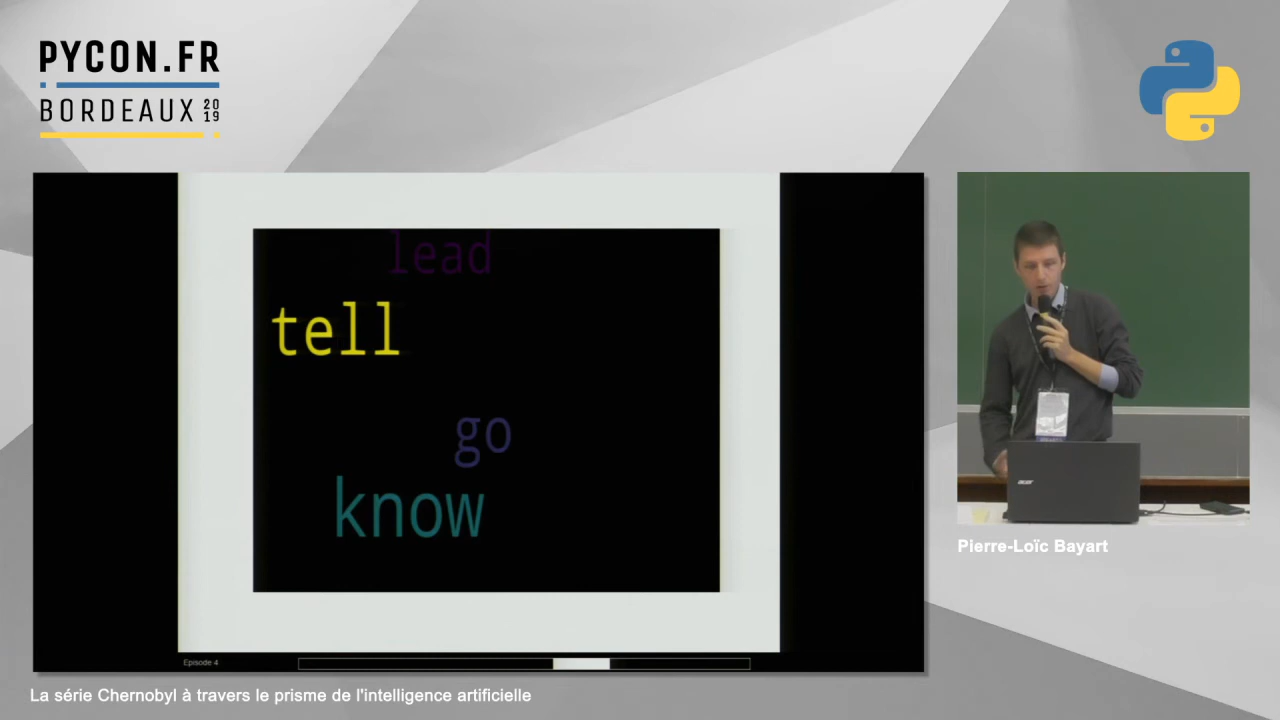 PYCON.FR
BORDEAUX 2019
lead
tell
go
know
Episode 4
acer
Pierre-Loïc Bayart
La série Chernobyl à travers le prisme de l'intelligence artificielle